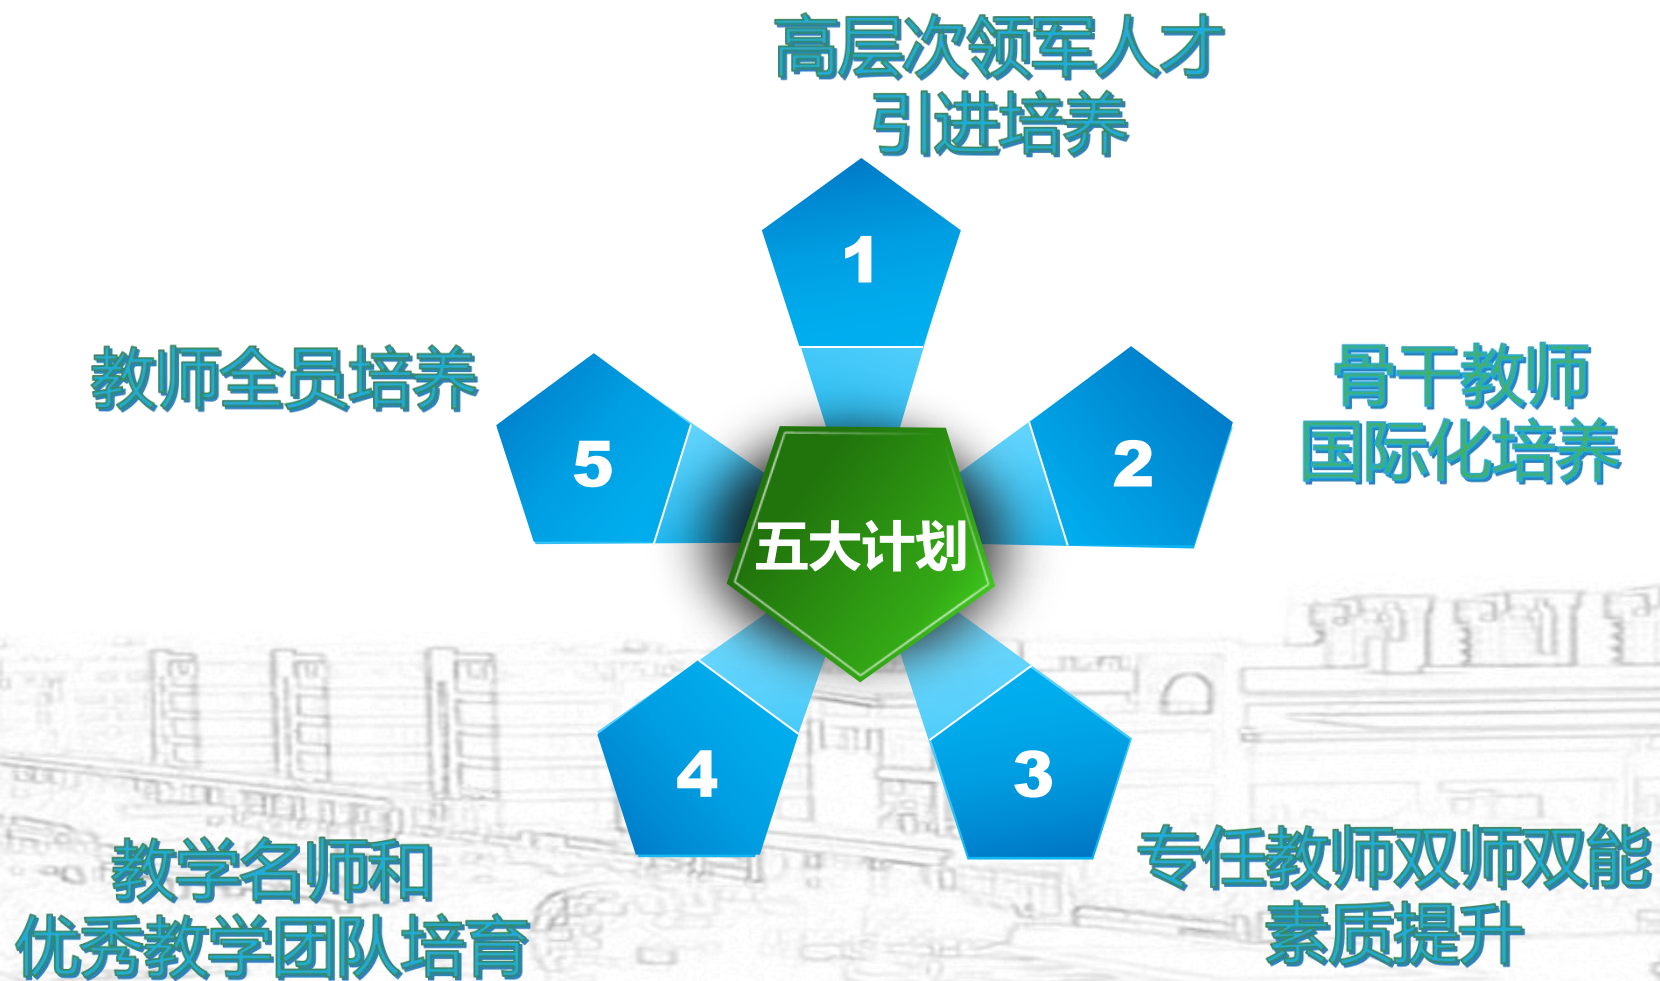 高层次领军人才
引进培养
1
骨干教师
国际化培养
2
专任教师双师双能
素质提升
3
教学名师和
优秀教学团队培育
4
教师全员培养
5
五大计划